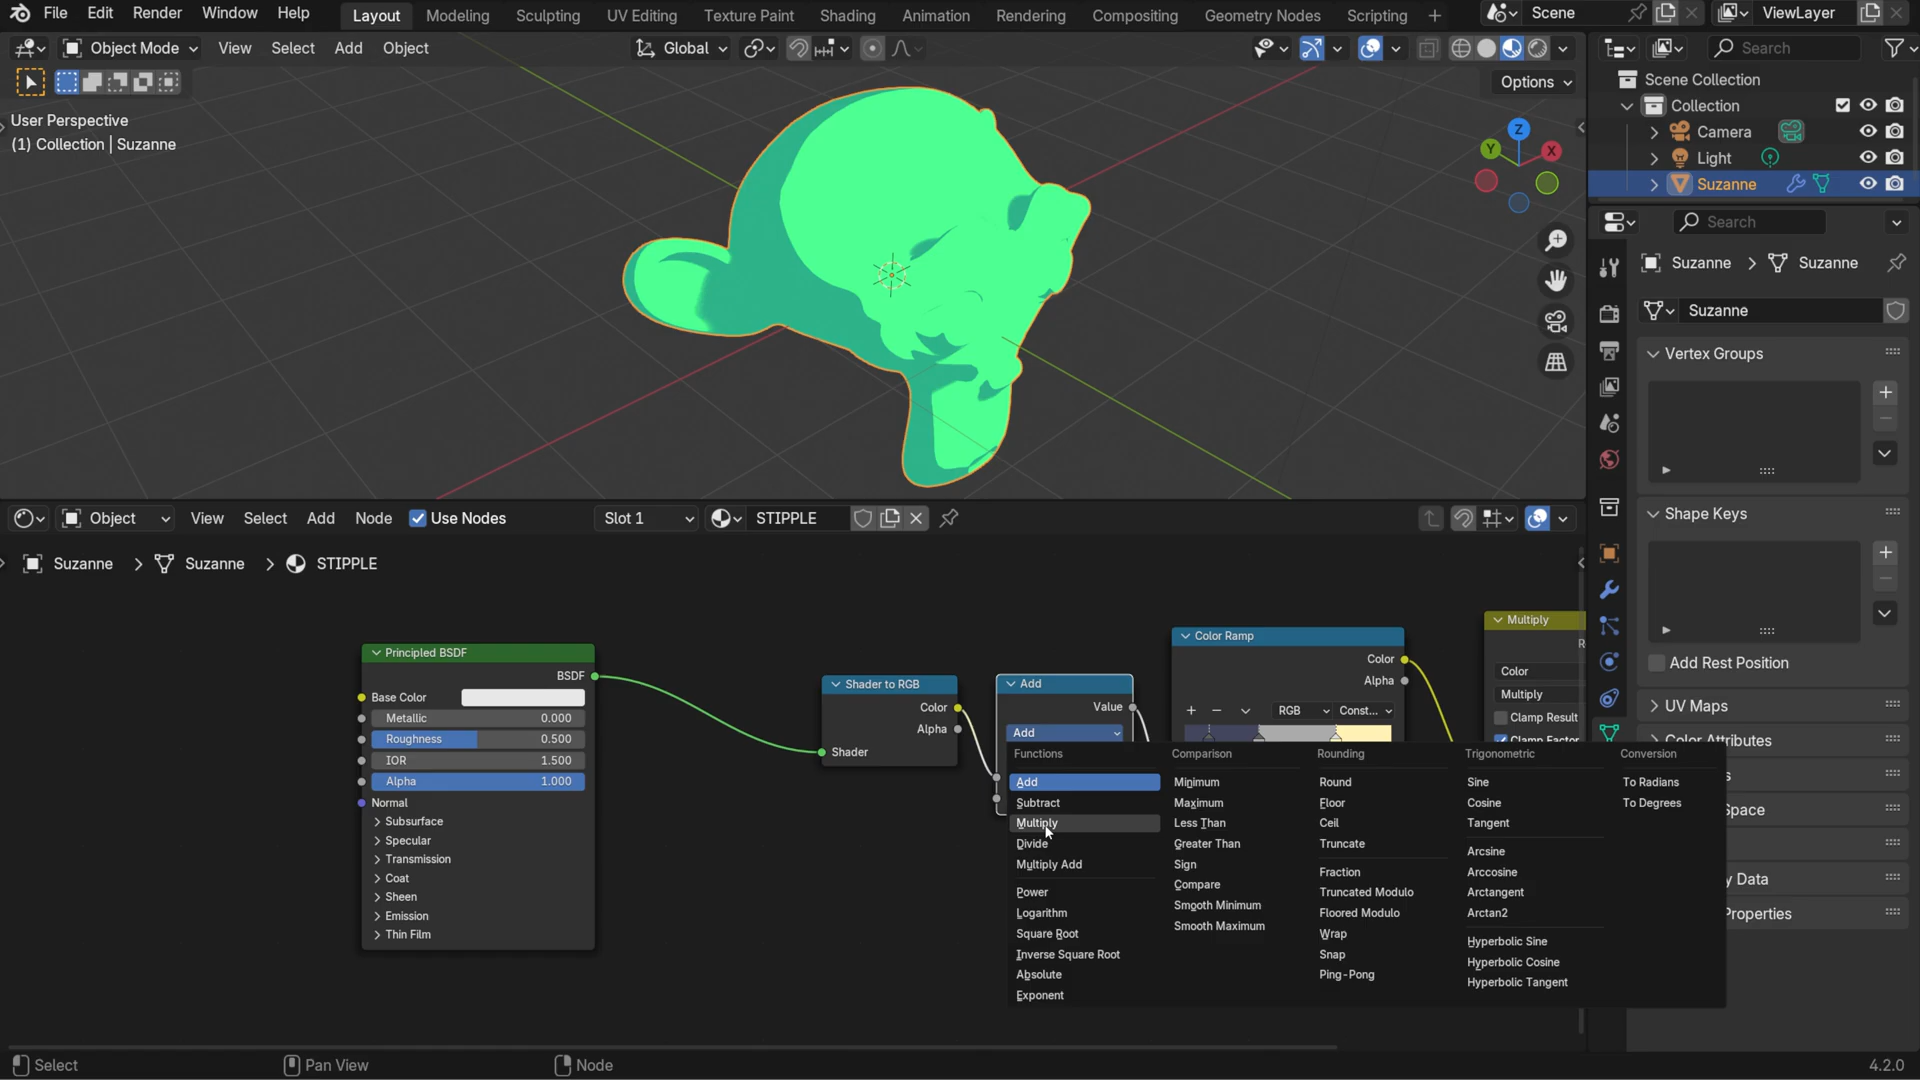 File Edit Render Window Help Layout Modeling Sculpting UV Editing Texture Paint Shading Animation Rendering Compositing Geometry Nodes Scripting + Scene ViewLayer
Object Mode View Select Add Object Global Search
Options
User Perspective
(1) Collection | Suzanne
Z
Y
X
Scene Collection
Collection
Camera
Light
Suzanne
Search
Suzanne > Suzanne
Suzanne
Vertex Groups
Shape Keys
Add Rest Position
UV Maps
Color Attributes
s
Space
y Data
Properties
Object View Select Add Node Use Nodes Slot 1 STIPPLE
Suzanne > Suzanne > STIPPLE
Principled BSDF
BSDF
Base Color
Metallic 0.000
Roughness 0.500
IOR 1.500
Alpha 1.000
Normal
Subsurface
Specular
Transmission
Coat
Sheen
Emission
Thin Film
Shader to RGB
Color
Alpha
Shader
Add
Value
Add
Color Ramp
Color
Alpha
RGB Const...
Multiply
R
Color
Multiply
Clamp Result
Clamp Factor
Functions
Add
Subtract
Multiply
Divide
Multiply Add
Power
Logarithm
Square Root
Inverse Square Root
Absolute
Exponent
Comparison
Minimum
Maximum
Less Than
Greater Than
Sign
Compare
Smooth Minimum
Smooth Maximum
Rounding
Round
Floor
Ceil
Truncate
Fraction
Truncated Modulo
Floored Modulo
Wrap
Snap
Ping-Pong
Trigonometric
Sine
Cosine
Tangent
Arcsine
Arccosine
Arctangent
Arctan2
Hyperbolic Sine
Hyperbolic Cosine
Hyperbolic Tangent
Conversion
To Radians
To Degrees
Select Pan View Node 4.2.0